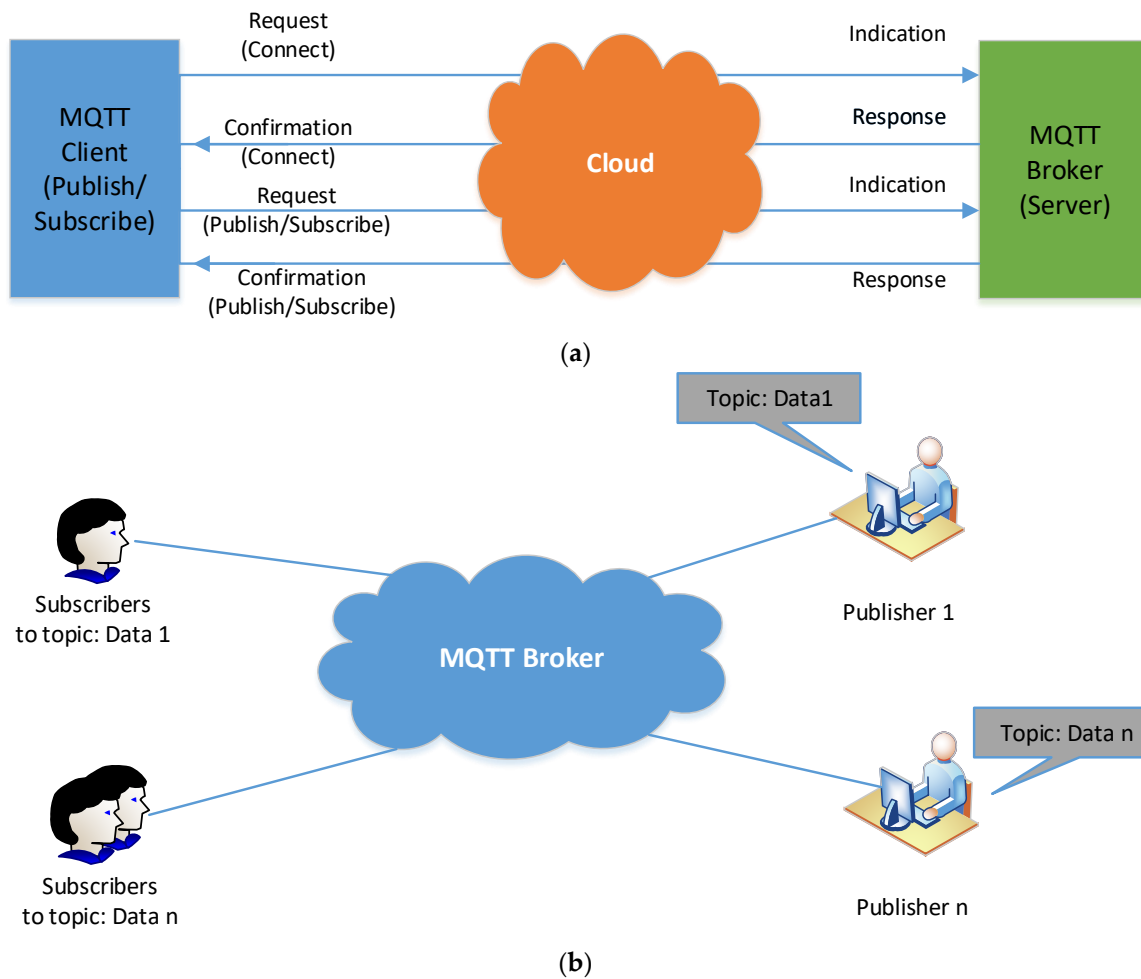 Request
(Connect)
Indication
MQTT
Client
(Publish/
Subscribe)
Confirmation
(Connect)
Cloud
Response
MQTT
Broker
(Server)
Request
(Publish/Subscribe)
Indication
Confirmation
(Publish/Subscribe)
Response
(a)
Topic: Data1
Subscribers
to topic: Data 1
Publisher 1
MQTT Broker
Topic: Data n
Subscribers
to topic: Data n
Publisher n
(b)